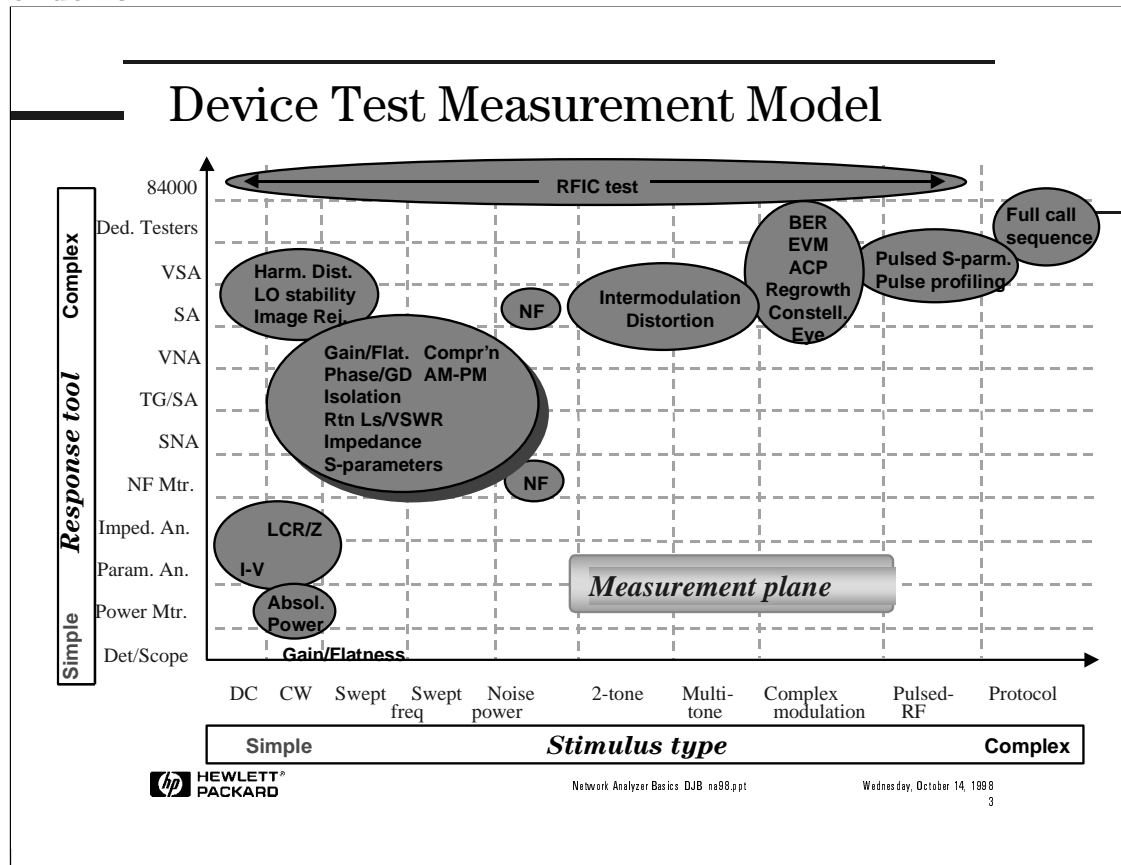 Device Test Measurement Model
84000
Ded. Testers
VSA
SA
VNA
TG/SA
SNA
NF Mtr.
Imped. An.
Param. An.
Power Mtr.
Det/Scope
Complex
Response tool
Simple
RFIC test
Full call
sequence
BER
EVM
ACP
Regrowth
Constell.
Eye
Pulsed S-parm.
Pulse profiling
Harm. Dist.
LO stability
Image Rej.
NF
Intermodulation
Distortion
Gain/Flat. Compr'n
Phase/GD AM-PM
Isolation
Rtn Ls/VSWR
Impedance
S-parameters
NF
LCR/Z
I-V
Measurement plane
Absol.
Power
Gain/Flatness
DC CW Swept Swept Noise 2-tone Multi- Complex Pulsed- Protocol
freq power tone modulation RF
Simple Stimulus type Complex
hp HEWLETT®
PACKARD
Network Analyzer Basics DJB na98.ppt
Wednesday, October 14, 1998
3